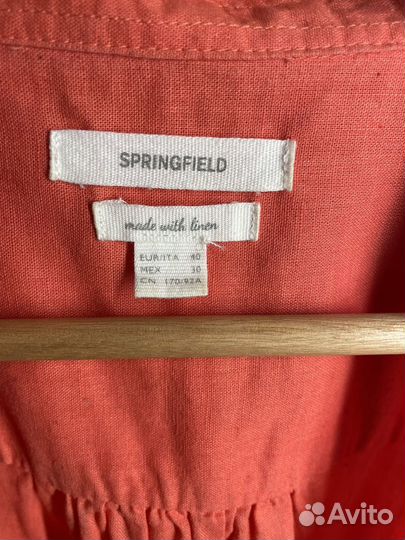 SPRINGFIELD
made with linen
EUR/ITA 40
MEX 30
CN 170/92A
Avito